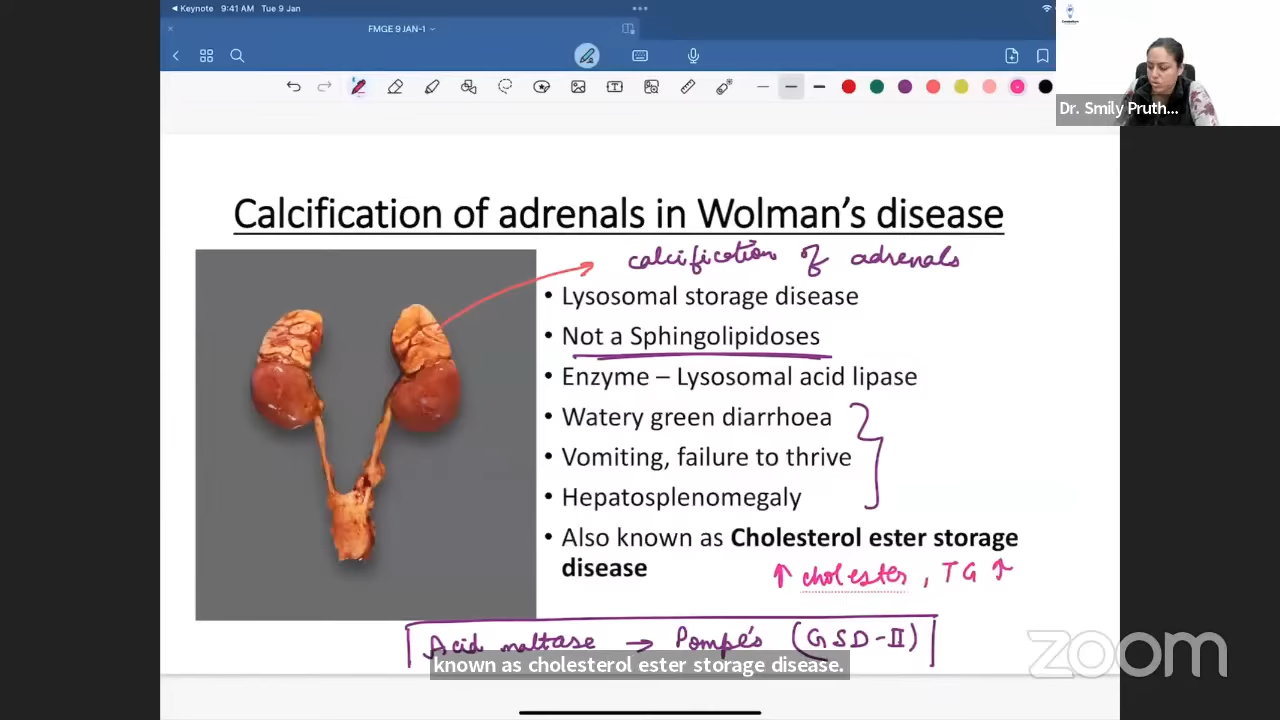 Keynote 9:41 AM Tue 9 Jan
FMGE 9 JAN-1
Dr. Smily Pruth...
Calcification of adrenals in Wolman's disease
calcification of adrenals
• Lysosomal storage disease
• Not a Sphingolipidoses
• Enzyme – Lysosomal acid lipase
• Watery green diarrhoea
• Vomiting, failure to thrive
• Hepatosplenomegaly
• Also known as Cholesterol ester storage
disease
↑ cholester, TG ↑
Acid maltase → Pompe's (GSD-II)
known as cholesterol ester storage disease.
zoom